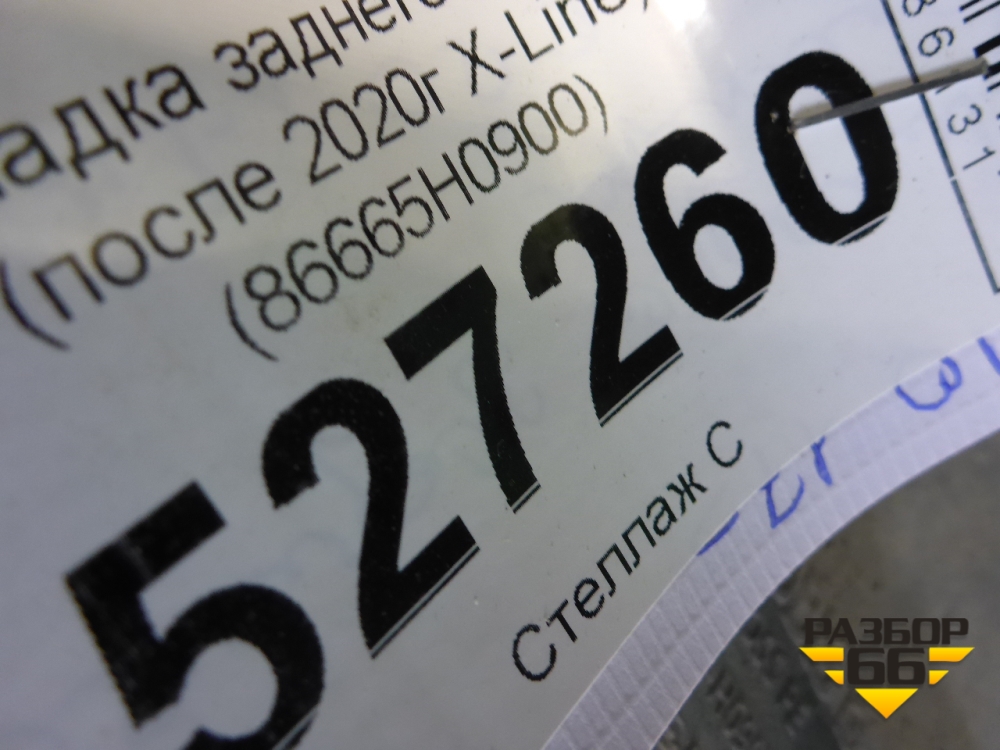 адка заднего
(после 2020г X-Line)
(86665H0900)
527260
Стеллаж С
РАЗБОР
66